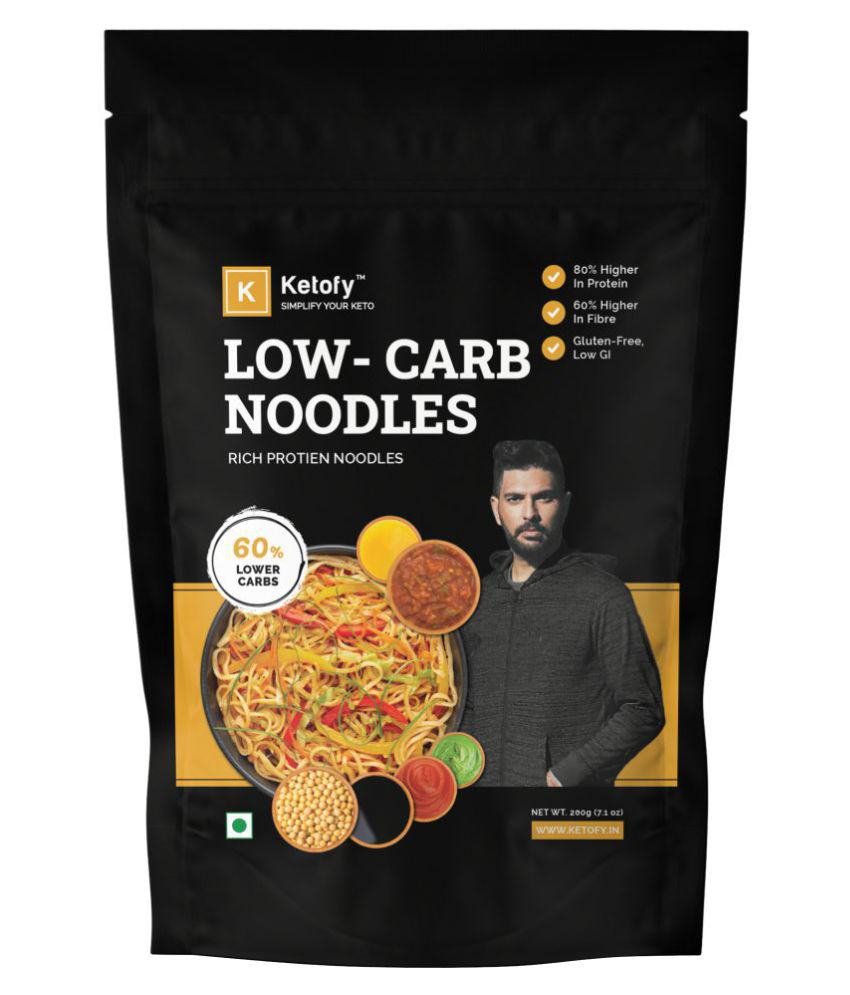 K
Ketofy™
SIMPLIFY YOUR KETO
80% Higher
In Protein
60% Higher
In Fibre
Gluten-Free,
Low GI
LOW- CARB
NOODLES
RICH PROTIEN NOODLES
60%
LOWER
CARBS
NET WT. 200g (7.1 oz)
WWW.KETOFY.IN